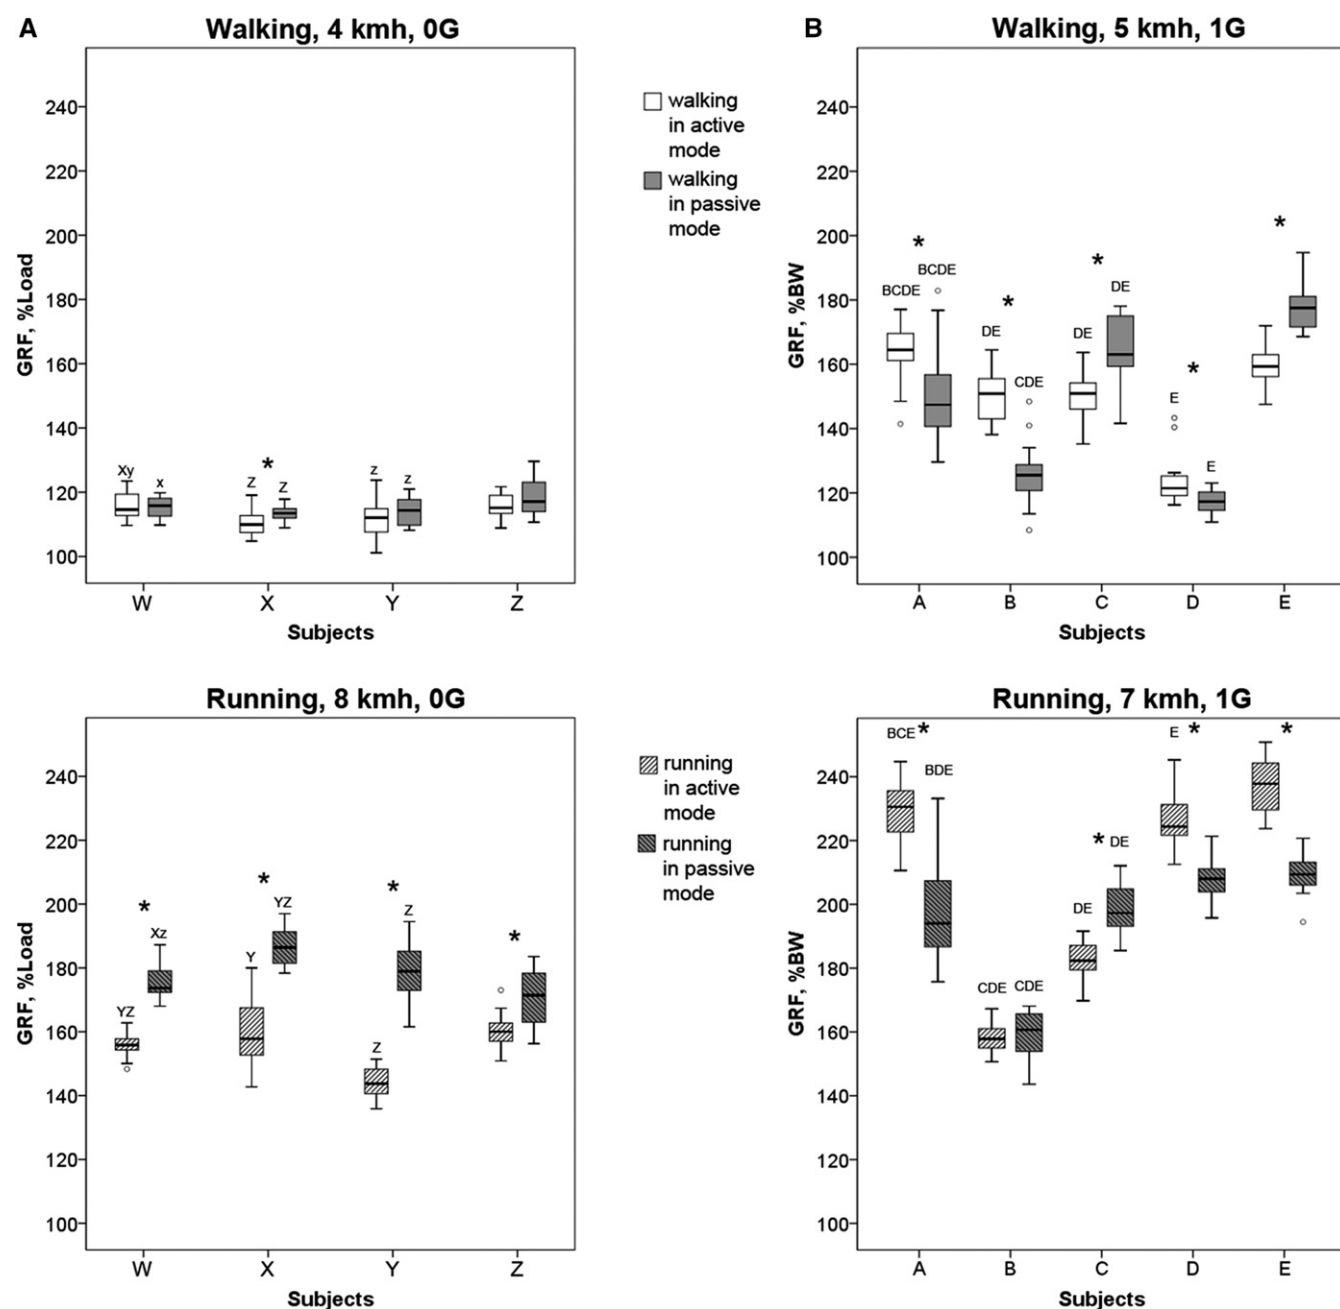 A
Walking, 4 kmh, 0G
GRF, %Load
240
220
200
180
160
140
120
100
Xy
x
Z
*
Z
z
z
W
X
Y
Z
Subjects
walking
in active
mode
walking
in passive
mode
B
Walking, 5 kmh, 1G
GRF, %BW
240
220
200
180
160
140
120
100
BCDE
*
BCDE
DE
*
CDE
DE
*
DE
E
*
E
*
A
B
C
D
E
Subjects
Running, 8 kmh, 0G
GRF, %Load
240
220
200
180
160
140
120
100
YZ
*
Xz
Y
*
YZ
Z
*
Z
*
W
X
Y
Z
Subjects
running
in active
mode
running
in passive
mode
Running, 7 kmh, 1G
GRF, %BW
240
220
200
180
160
140
120
100
BCE
*
BDE
CDE
CDE
DE
*
DE
E
*
*
A
B
C
D
E
Subjects